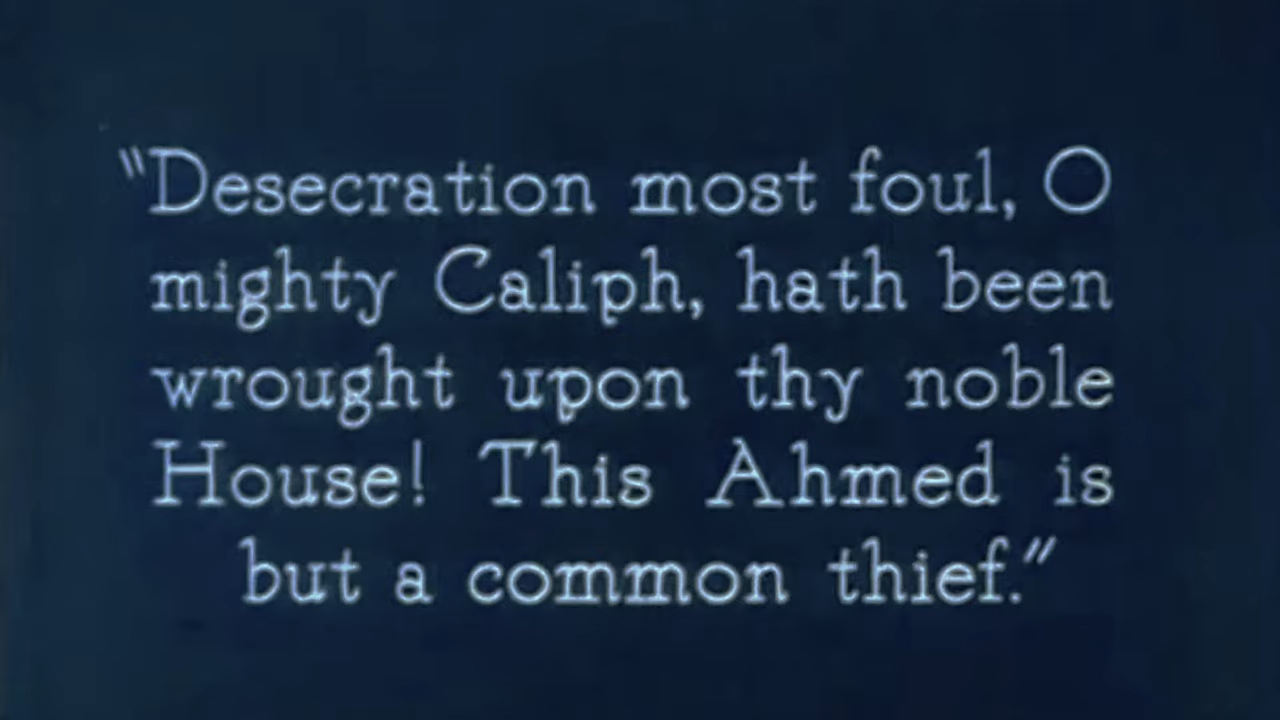 "Desecration most foul, O
mighty Caliph, hath been
wrought upon thy noble
House! This Ahmed is
but a common thief."